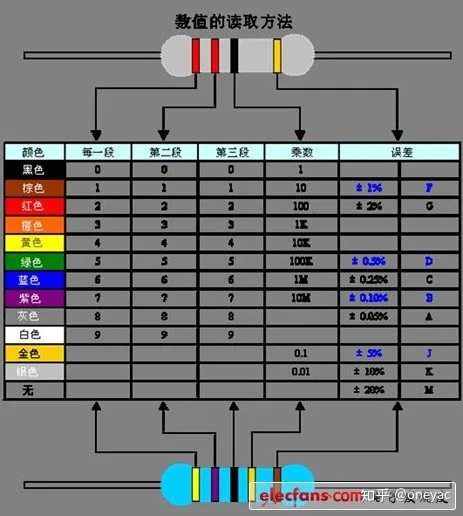 数值的读取方法
颜色 每一段 第二段 第三段 乘数 误差
黑色 0 0 0 1
棕色 1 1 1 10 ± 1% F
红色 2 2 2 100 ± 2% G
橙色 3 3 3 1K
黄色 4 4 4 10K
绿色 5 5 5 100K ± 0.5% D
蓝色 6 6 6 1M ± 0.25% C
紫色 7 7 7 10M ± 0.10% B
灰色 8 8 8 ± 0.05% A
白色 9 9 9
金色 0.1 ± 5% J
银色 0.01 ± 10% K
无 ± 20% M
elecfans.com
知乎 @oneyac